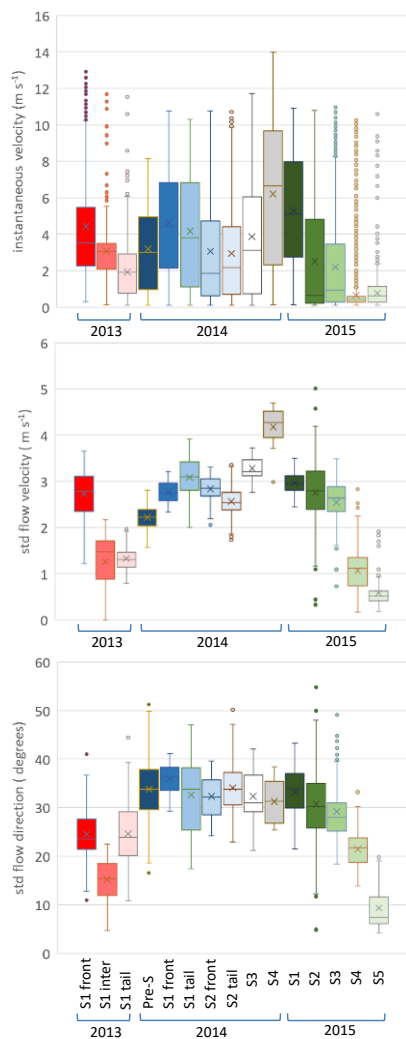 16
14
12
10
8
6
4
2
0
instantaneous velocity (m s⁻¹)
2013 2014 2015
6
5
4
3
2
1
0
std flow velocity (m s⁻¹)
2013 2014 2015
60
50
40
30
20
10
0
std flow direction ( degrees)
S1 front
S1 inter
S1 tail
Pre-S
S1 front
S1 tail
S2 front
S2 tail
S3
S4
S1
S2
S3
S4
S5
2013 2014 2015